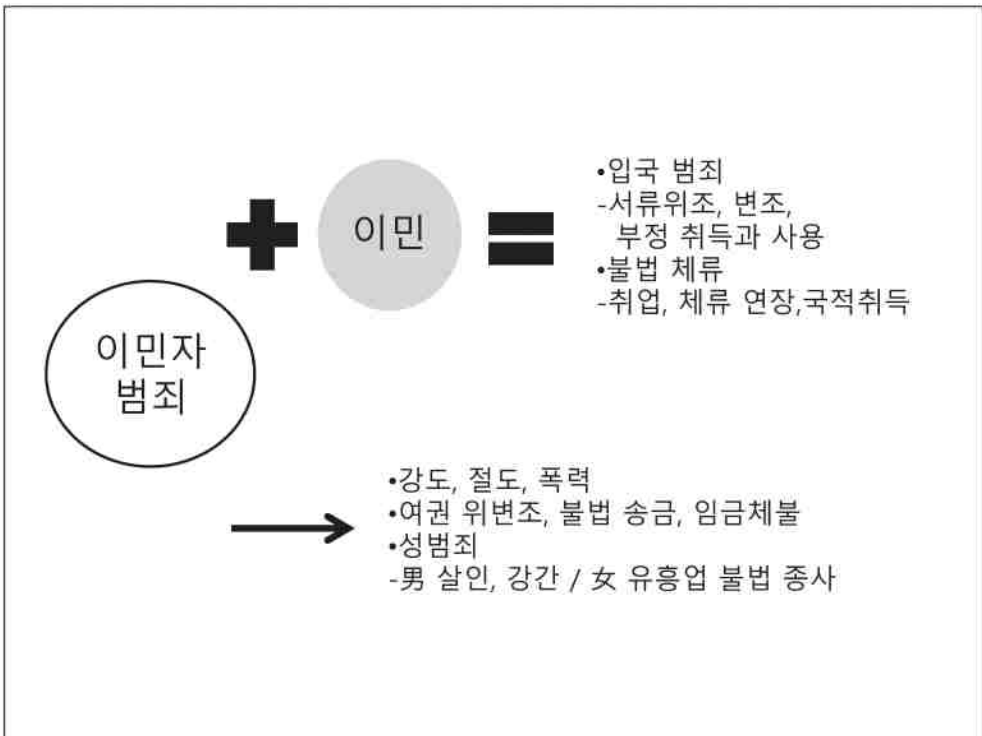 이민자
범죄
이민
•입국 범죄
-서류위조, 변조,
부정 취득과 사용
•불법 체류
-취업, 체류 연장,국적취득
•강도, 절도, 폭력
•여권 위변조, 불법 송금, 임금체불
•성범죄
-男 살인, 강간 / 女 유흥업 불법 종사